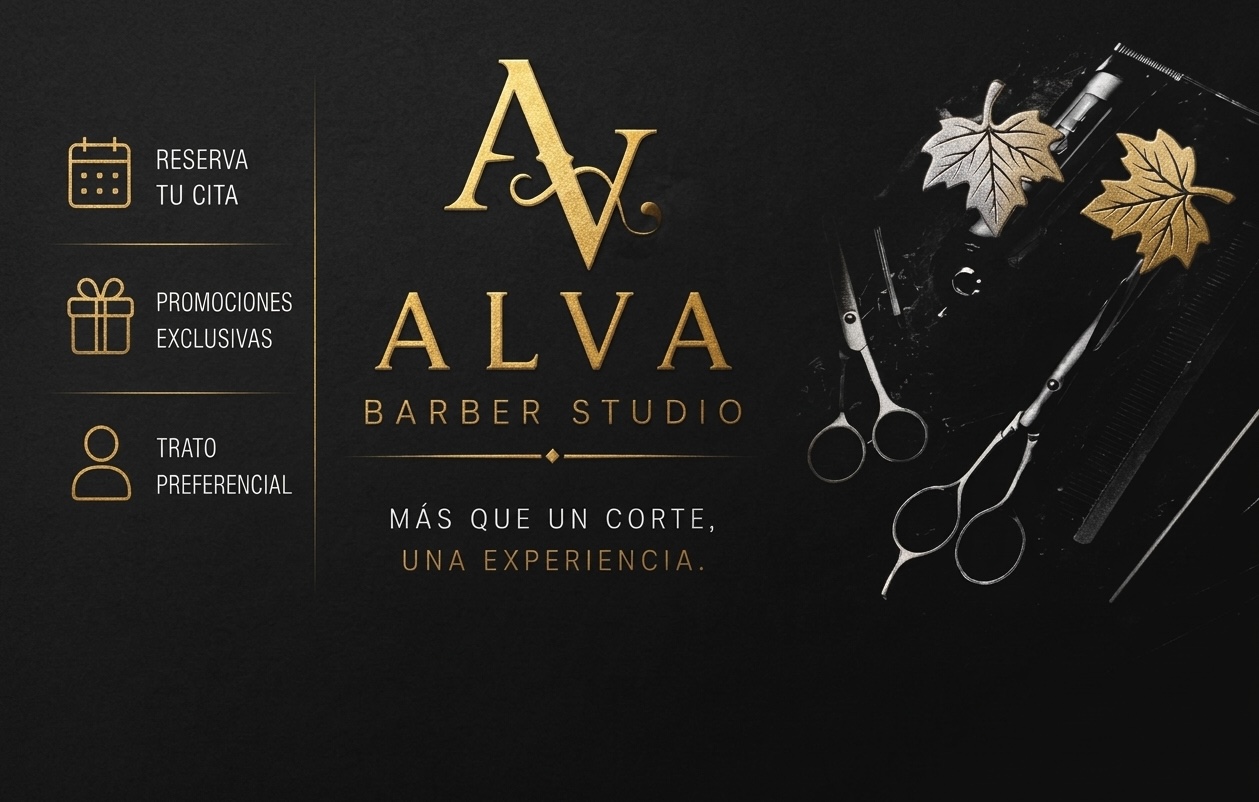 RESERVA
TU CITA
PROMOCIONES
EXCLUSIVAS
TRATO
PREFERENCIAL
AV
ALVA
BARBER STUDIO
MÁS QUE UN CORTE,
UNA EXPERIENCIA.